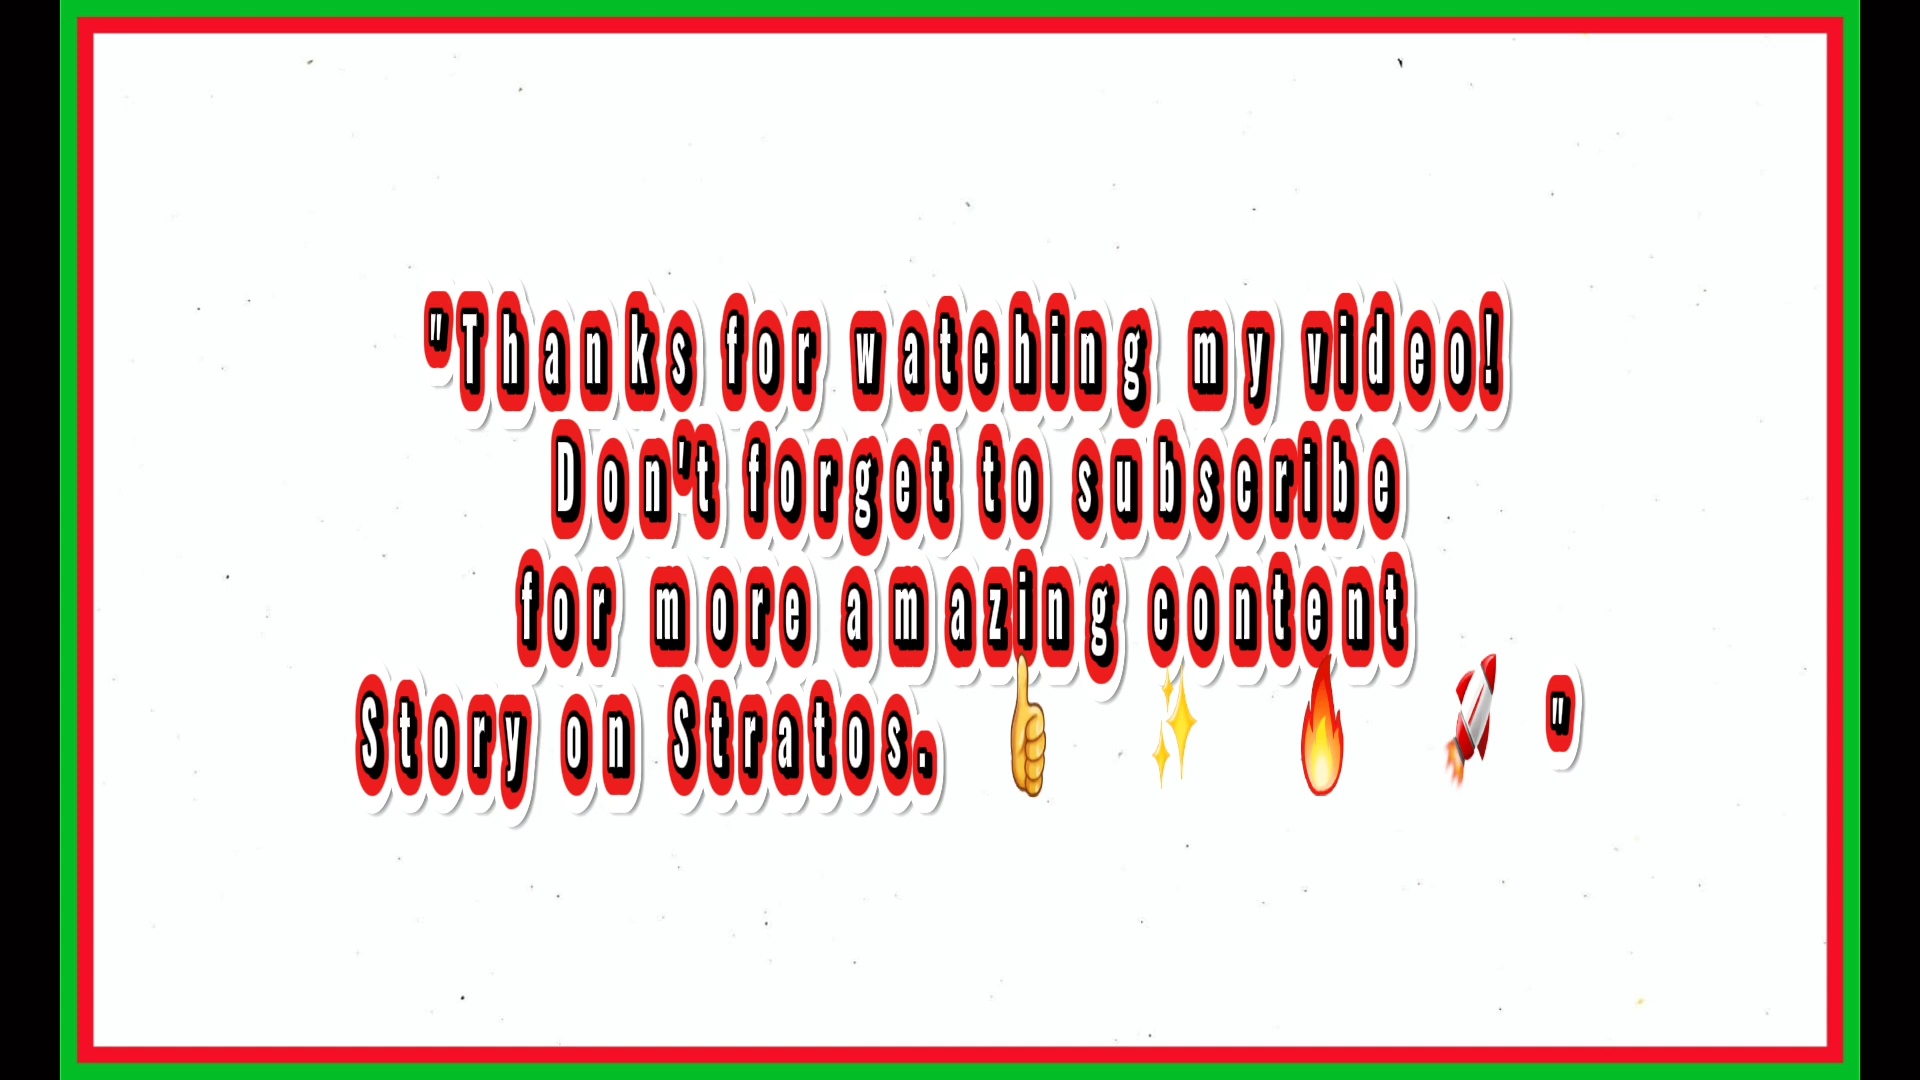 "Thanks for watching my video!
Don't forget to subscribe
for more amazing content
Story on Stratos. 👍 ✨ 🔥 🚀 "